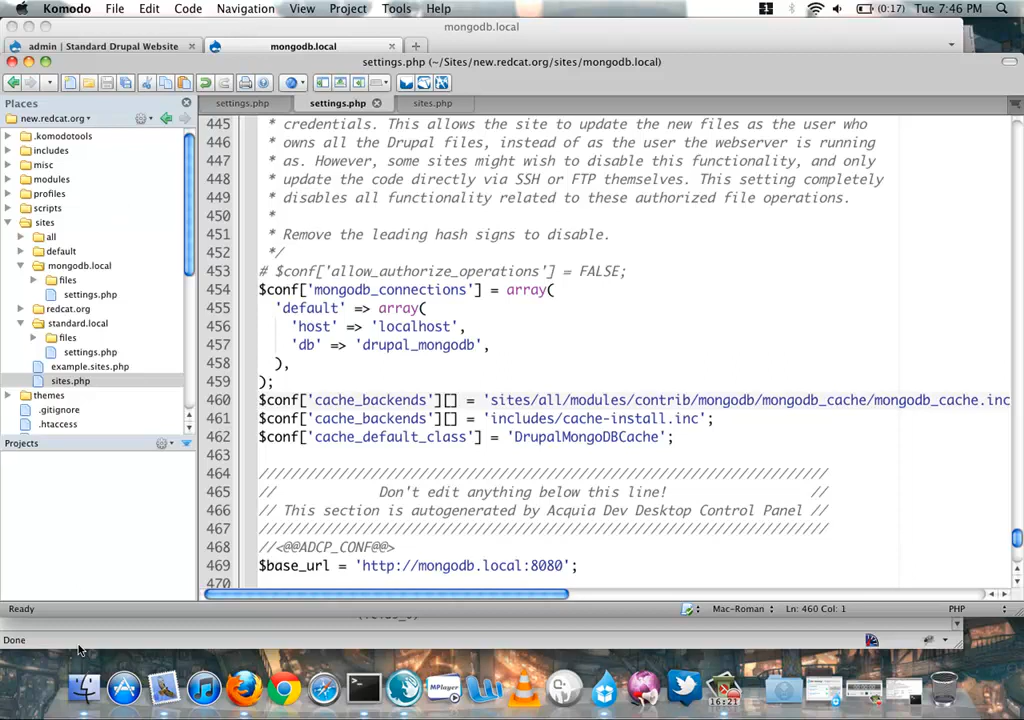 Komodo File Edit Code Navigation View Project Tools Help (0:17) Tue 7:46 PM
mongodb.local
admin | Standard Drupal Website mongodb.local
settings.php (~/Sites/new.redcat.org/sites/mongodb.local)
Places
new.redcat.org
.komodotools
includes
misc
modules
profiles
scripts
sites
all
default
mongodb.local
files
settings.php
redcat.org
standard.local
files
settings.php
example.sites.php
sites.php
themes
.gitignore
.htaccess
Projects
settings.php settings.php sites.php
445 * credentials. This allows the site to update the new files as the user who
446 * owns all the Drupal files, instead of as the user the webserver is running
447 * as. However, some sites might wish to disable this functionality, and only
448 * update the code directly via SSH or FTP themselves. This setting completely
449 * disables all functionality related to these authorized file operations.
450 *
451 * Remove the leading hash signs to disable.
452 */
453 # $conf['allow_authorize_operations'] = FALSE;
454 $conf['mongodb_connections'] = array(
455 'default' => array(
456 'host' => 'localhost',
457 'db' => 'drupal_mongodb',
458 ),
459 );
460 $conf['cache_backends'][] = 'sites/all/modules/contrib/mongodb/mongodb_cache/mongodb_cache.inc
461 $conf['cache_backends'][] = 'includes/cache-install.inc';
462 $conf['cache_default_class'] = 'DrupalMongoDBCache';
463
464 ///////////////////////////////////////////////////////////////////////
465 // Don't edit anything below this line! //
466 // This section is autogenerated by Acquia Dev Desktop Control Panel //
467 ///////////////////////////////////////////////////////////////////////
468 //<@@ADCP_CONF@@>
469 $base_url = 'http://mongodb.local:8080';
470
Ready Mac-Roman Ln: 460 Col: 1 PHP
Done
MPlayer
16:21